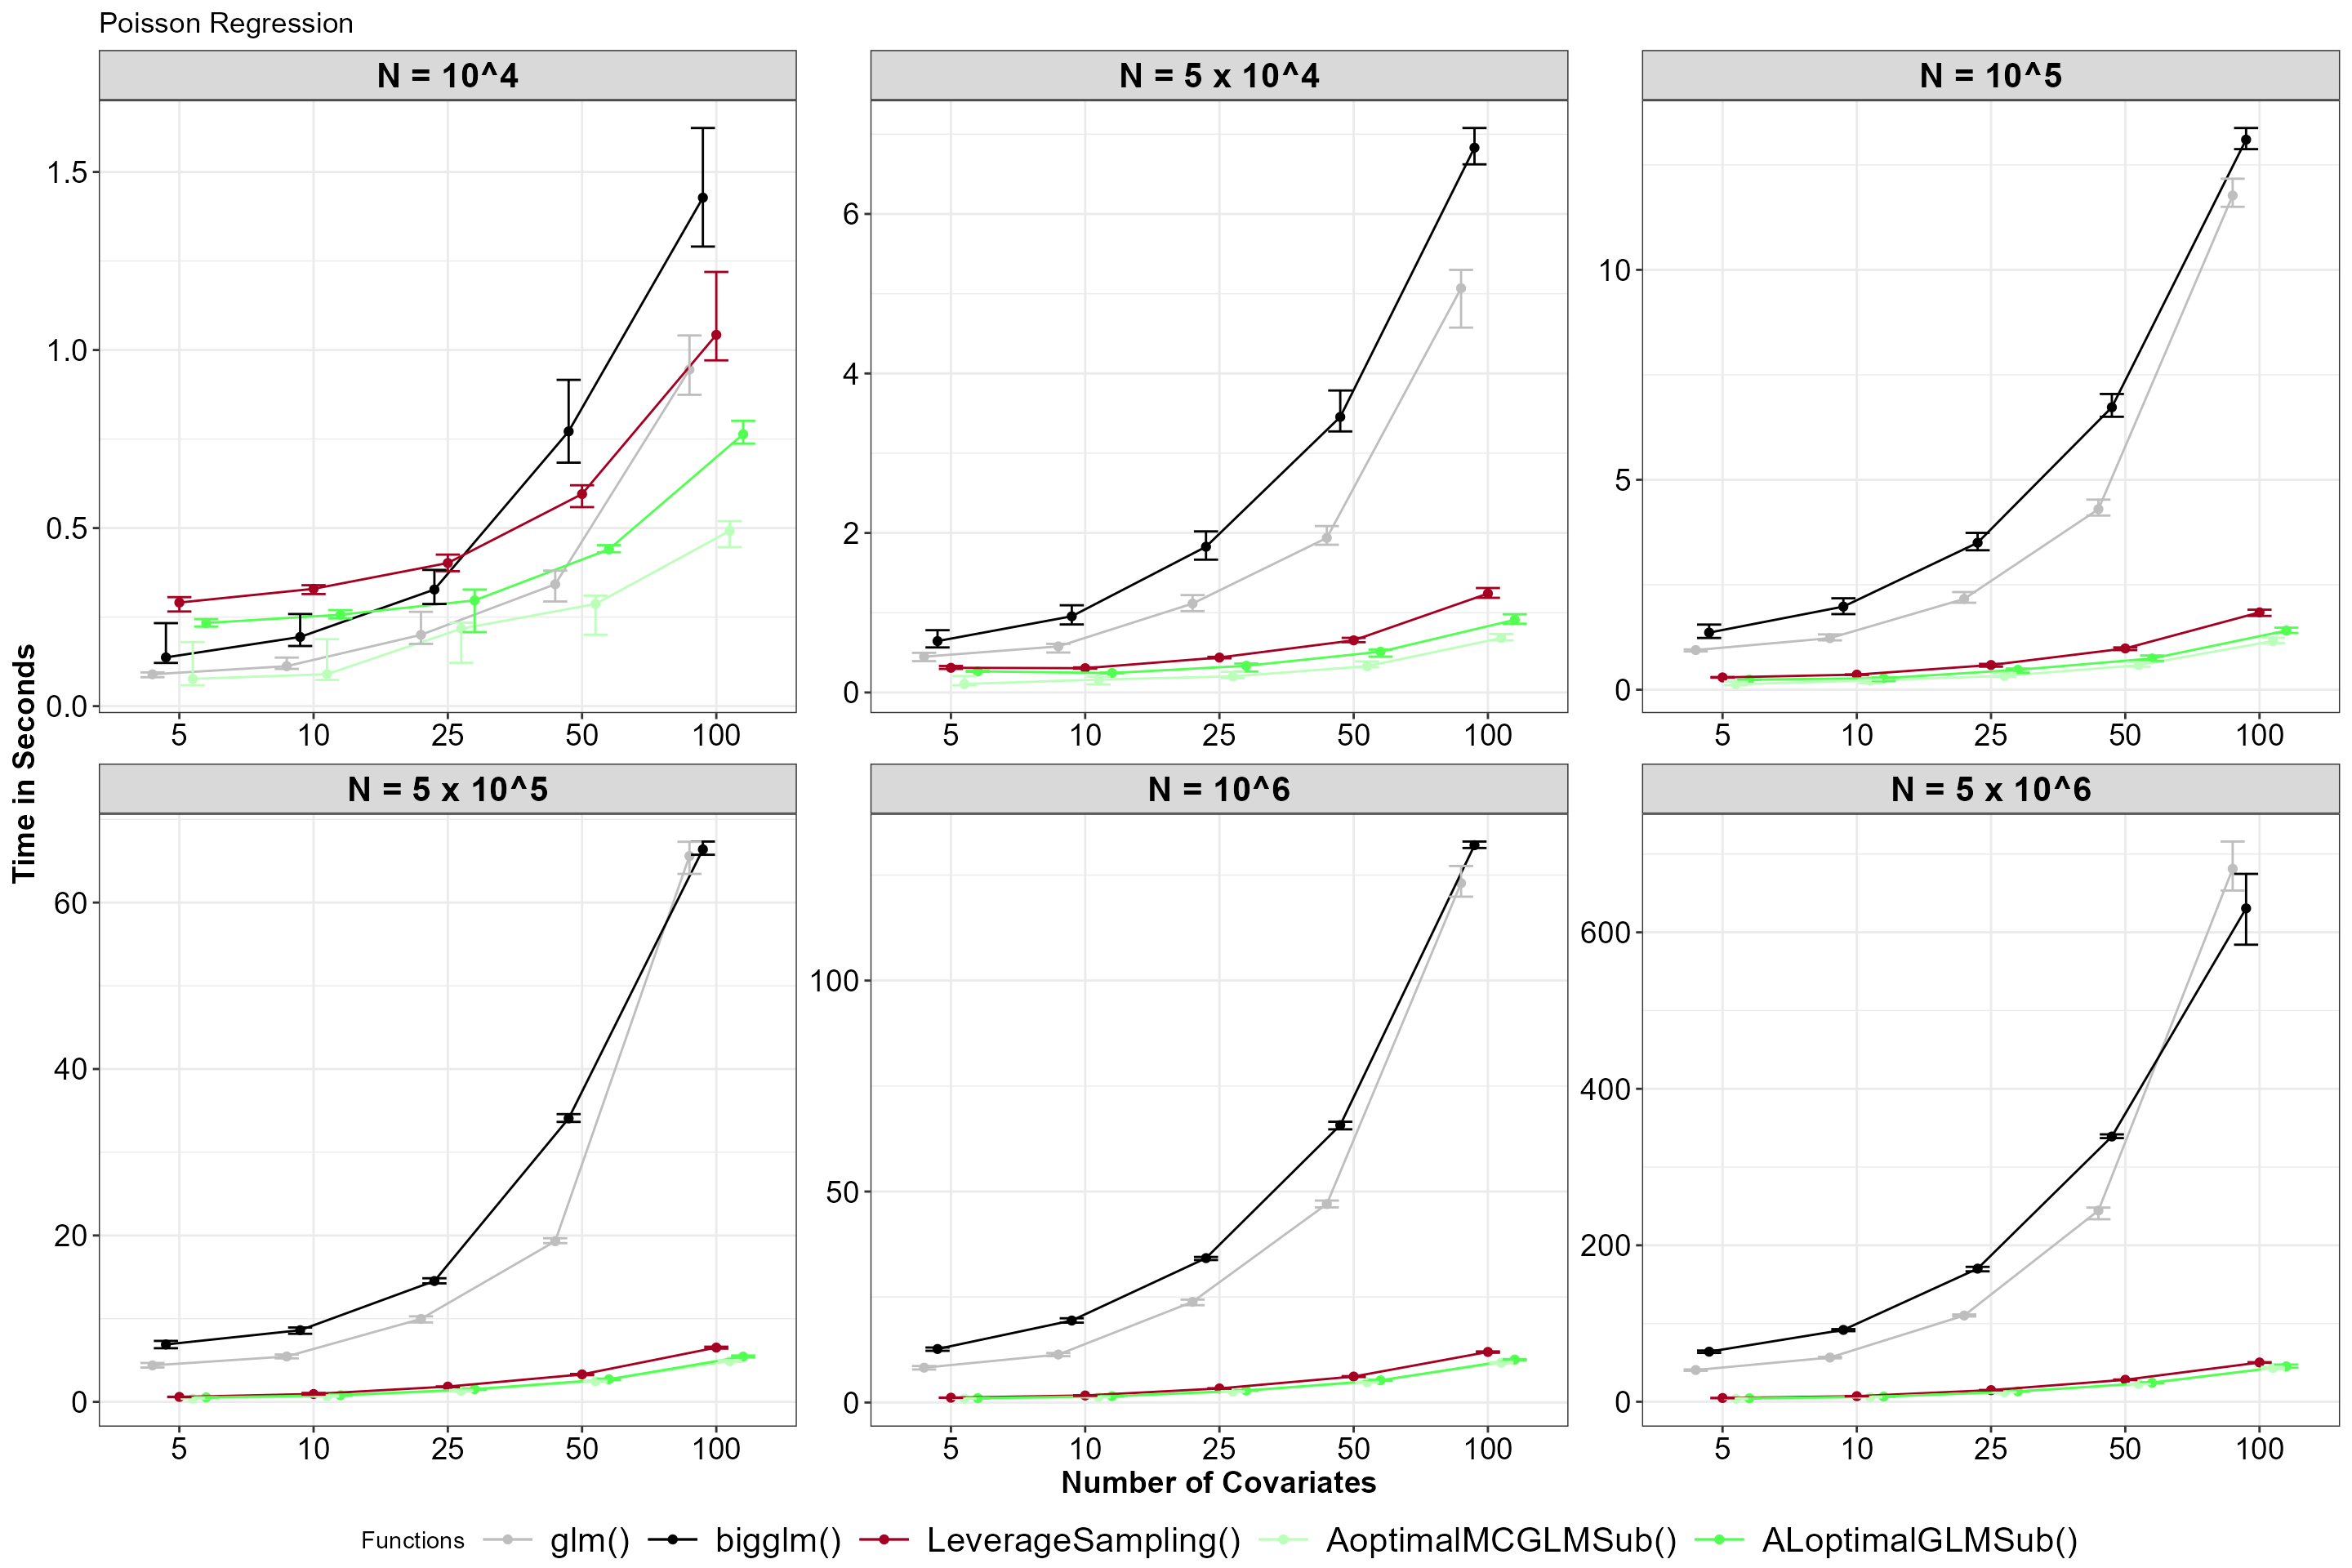 Poisson Regression
N = 10^4
N = 5 x 10^4
N = 10^5
1.5
1.0
0.5
0.0
6
4
2
0
10
5
0
5 10 25 50 100
5 10 25 50 100
5 10 25 50 100
Time in Seconds
N = 5 x 10^5
N = 10^6
N = 5 x 10^6
60
40
20
0
100
50
0
600
400
200
0
5 10 25 50 100
5 10 25 50 100
5 10 25 50 100
Number of Covariates
Functions glm() bigglm() LeverageSampling() AoptimalMCGLMSub() ALoptimalGLMSub()